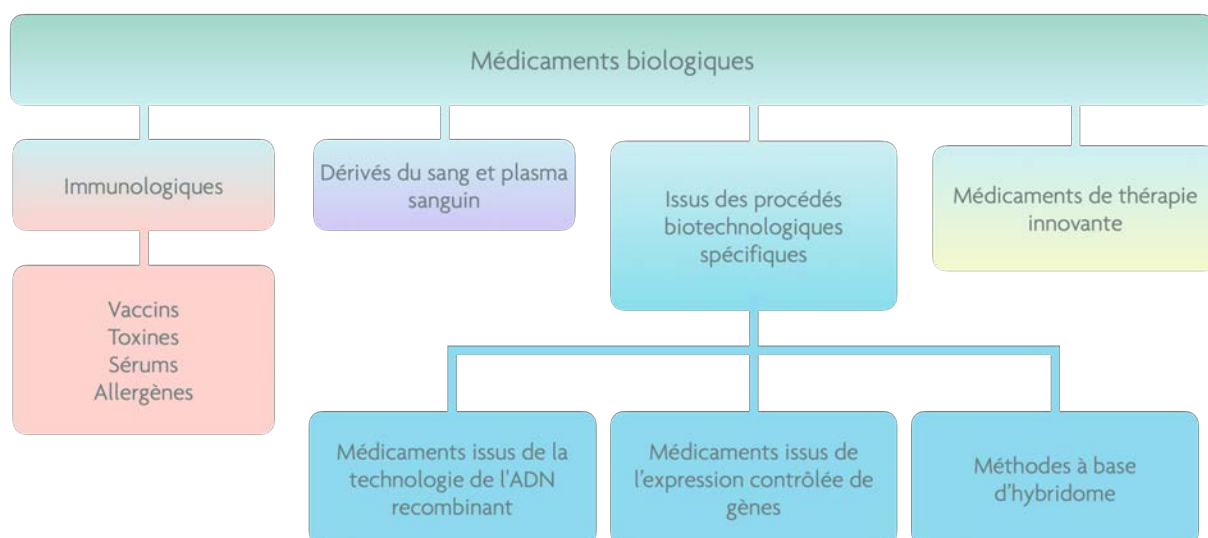 Médicaments biologiques
Immunologiques
Dérivés du sang et plasma
sanguin
Issus des procédés
biotechnologiques
spécifiques
Médicaments de thérapie
innovante
Vaccins
Toxines
Sérums
Allergènes
Médicaments issus de la
technologie de l'ADN
recombinant
Médicaments issus de
l'expression contrôlée de
gènes
Méthodes à base
d'hybridome